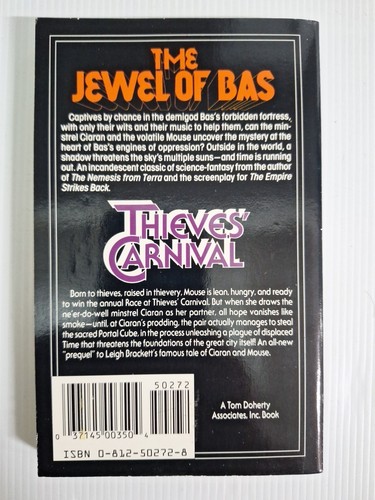 THE
JEWEL OF BAS
Captives by chance in the demigod Bas's forbidden fortress,
with only their wits and their music to help them, can the min-
strel Ciaran and the volatile Mouse uncover the mystery at the
heart of Bas's engines of oppression? Outside in the world, a
shadow threatens the sky's multiple suns—and time is running
out. An incandescent classic of science-fantasy from the author
of The Nemesis from Terra and the screenplay for The Empire
Strikes Back.
THIEVES'
CARNIVAL
Born to thieves, raised in thievery, Mouse is lean, hungry, and ready
to win the annual Race at Thieves' Carnival. But when she draws the
ne'er-do-well minstrel Ciaran as her partner, all hope vanishes like
smoke—until, at Ciaran's prodding, the pair actually manages to steal
the sacred Portal Cube, in the process unleashing a plague of displaced
Time that threatens the foundations of the great city itself! An all-new
"prequel" to Leigh Brackett's famous tale of Ciaran and Mouse.
50272
0 37145 00350 4
ISBN 0-812-50272-8
A Tom Doherty
Associates, Inc. Book